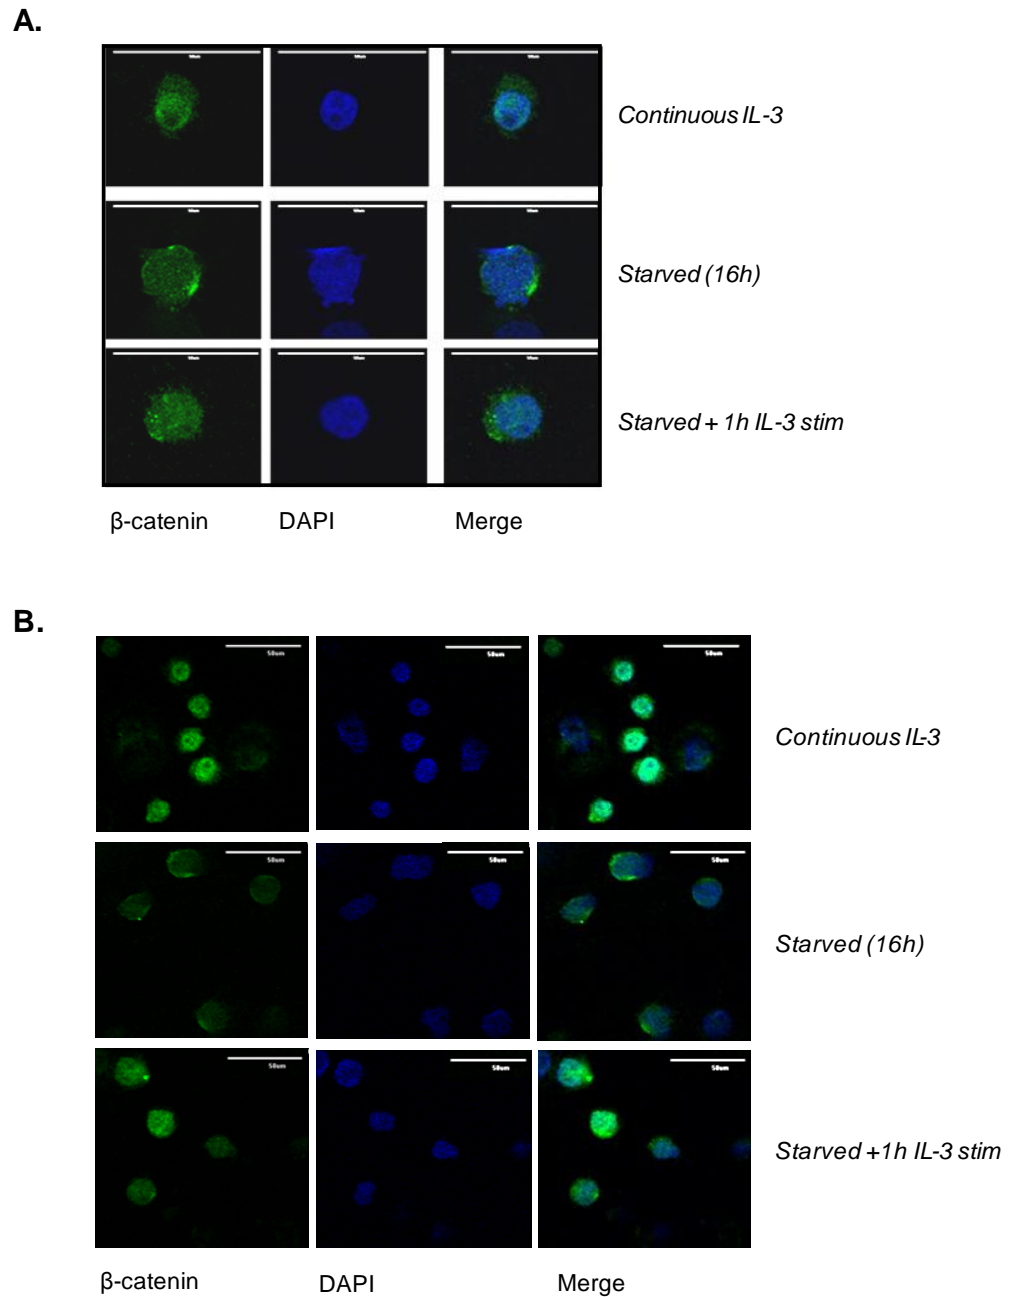 A.
Continuous IL-3
Starved (16h)
Starved + 1h IL-3 stim
β-catenin DAPI Merge
B.
50um 50um 50um
Continuous IL-3
50um 50um 50um
Starved (16h)
50um 50um 50um
Starved +1h IL-3 stim
β-catenin DAPI Merge